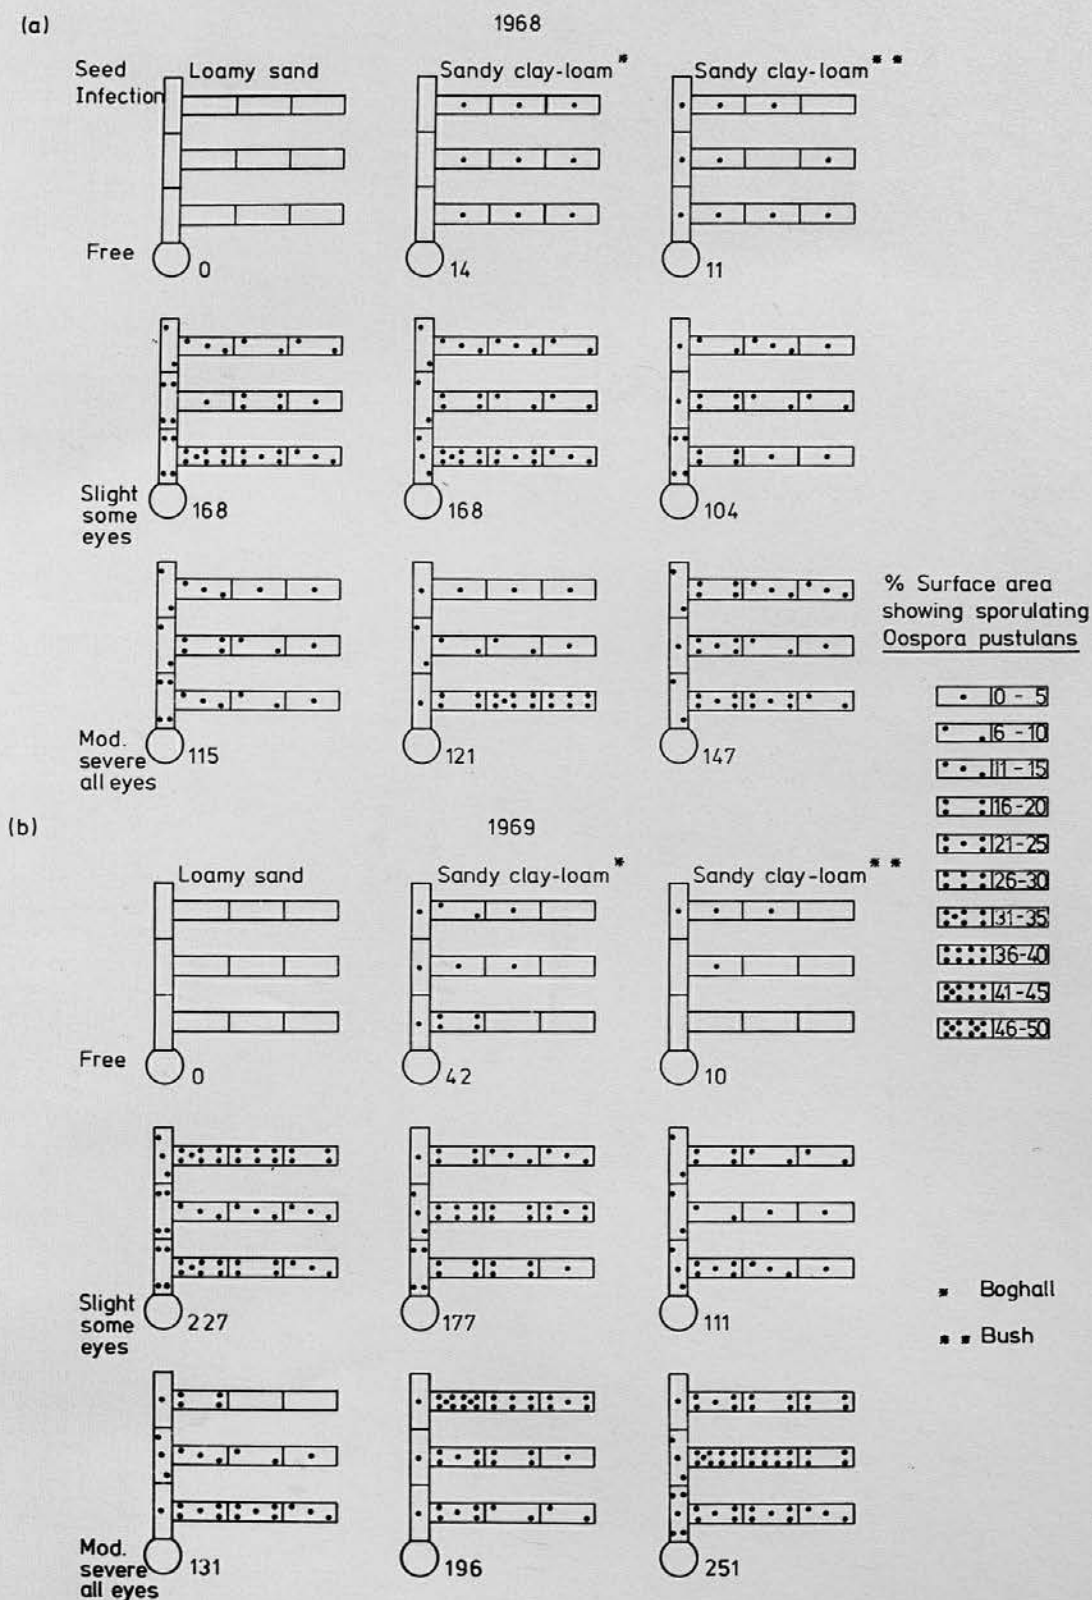 (a)
1968
Seed
Infection
Loamy sand
Sandy clay-loam *
Sandy clay-loam * *
Free
0
14
11
Slight
some
eyes
168
168
104
Mod.
severe
all eyes
115
121
147
% Surface area
showing sporulating
Oospora pustulans
0 - 5
6 - 10
11 - 15
16 - 20
21 - 25
26 - 30
31 - 35
36 - 40
41 - 45
46 - 50
(b)
1969
Loamy sand
Sandy clay-loam *
Sandy clay-loam * *
Free
0
42
10
Slight
some
eyes
227
177
111
* Boghall
* * Bush
Mod.
severe
all eyes
131
196
251